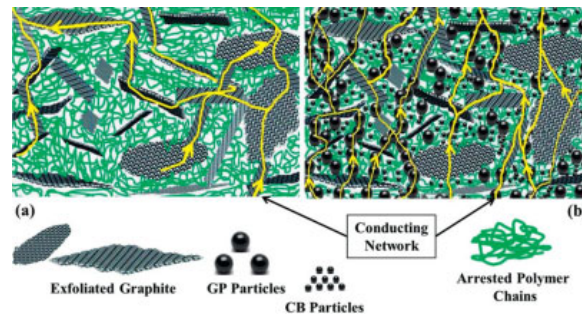 (a)
(b)
Conducting
Network
Exfoliated Graphite
GP Particles
CB Particles
Arrested Polymer
Chains